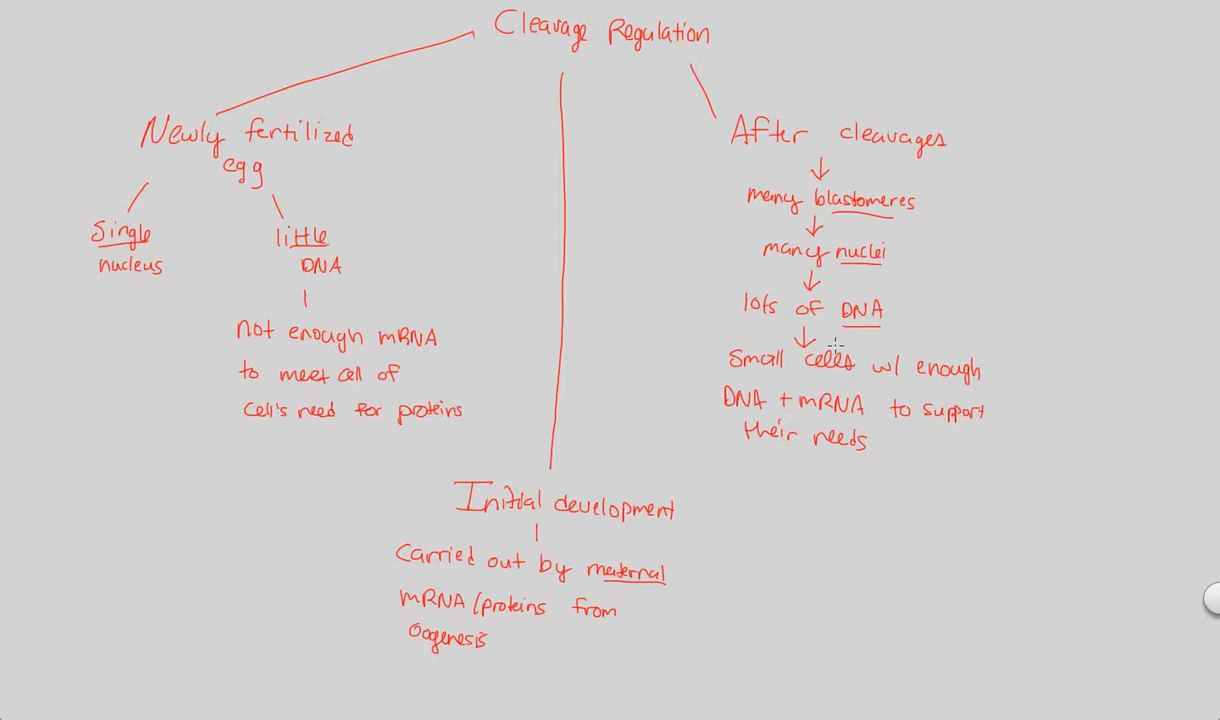 Cleavage Regulation
Newly fertilized
egg
Single
nucleus
little
DNA
not enough mRNA
to meet cell of
cell's need for proteins
Initial development
Carried out by maternal
mRNA/proteins from
Oogenesis
After cleavages
many blastomeres
many nuclei
lots of DNA
Small cells w/ enough
DNA + mRNA to support
their needs